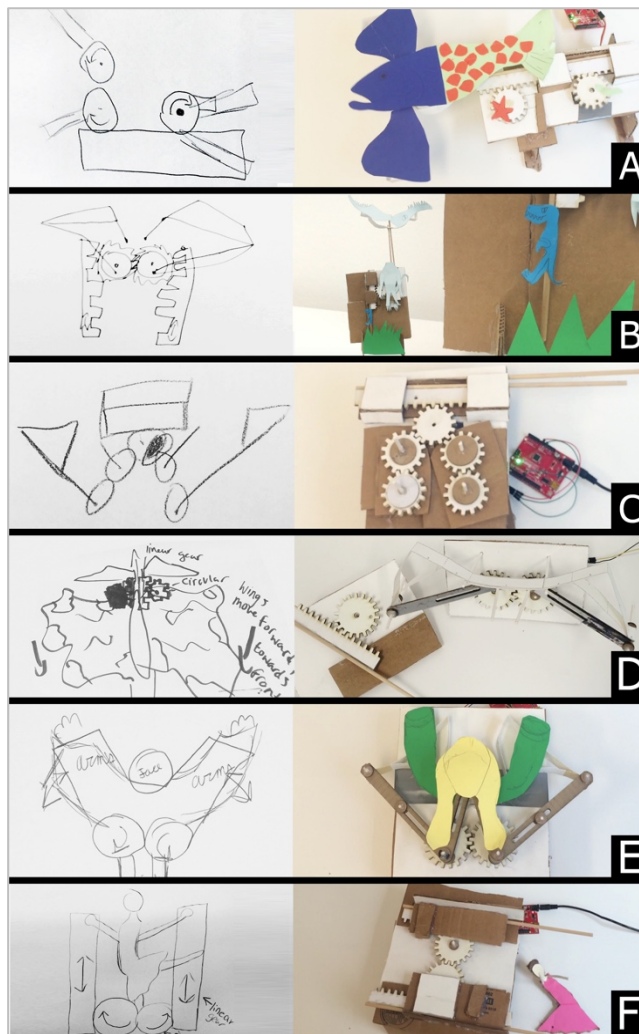 A
B
C
linear gear
circular
Wings
move forward
towards
front
D
arms
Face
arms
E
linear
gear
F